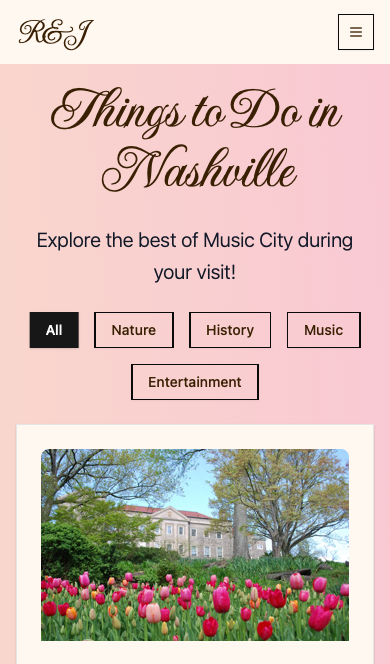 R&J
Things to Do in
Nashville
Explore the best of Music City during
your visit!
All
Nature
History
Music
Entertainment